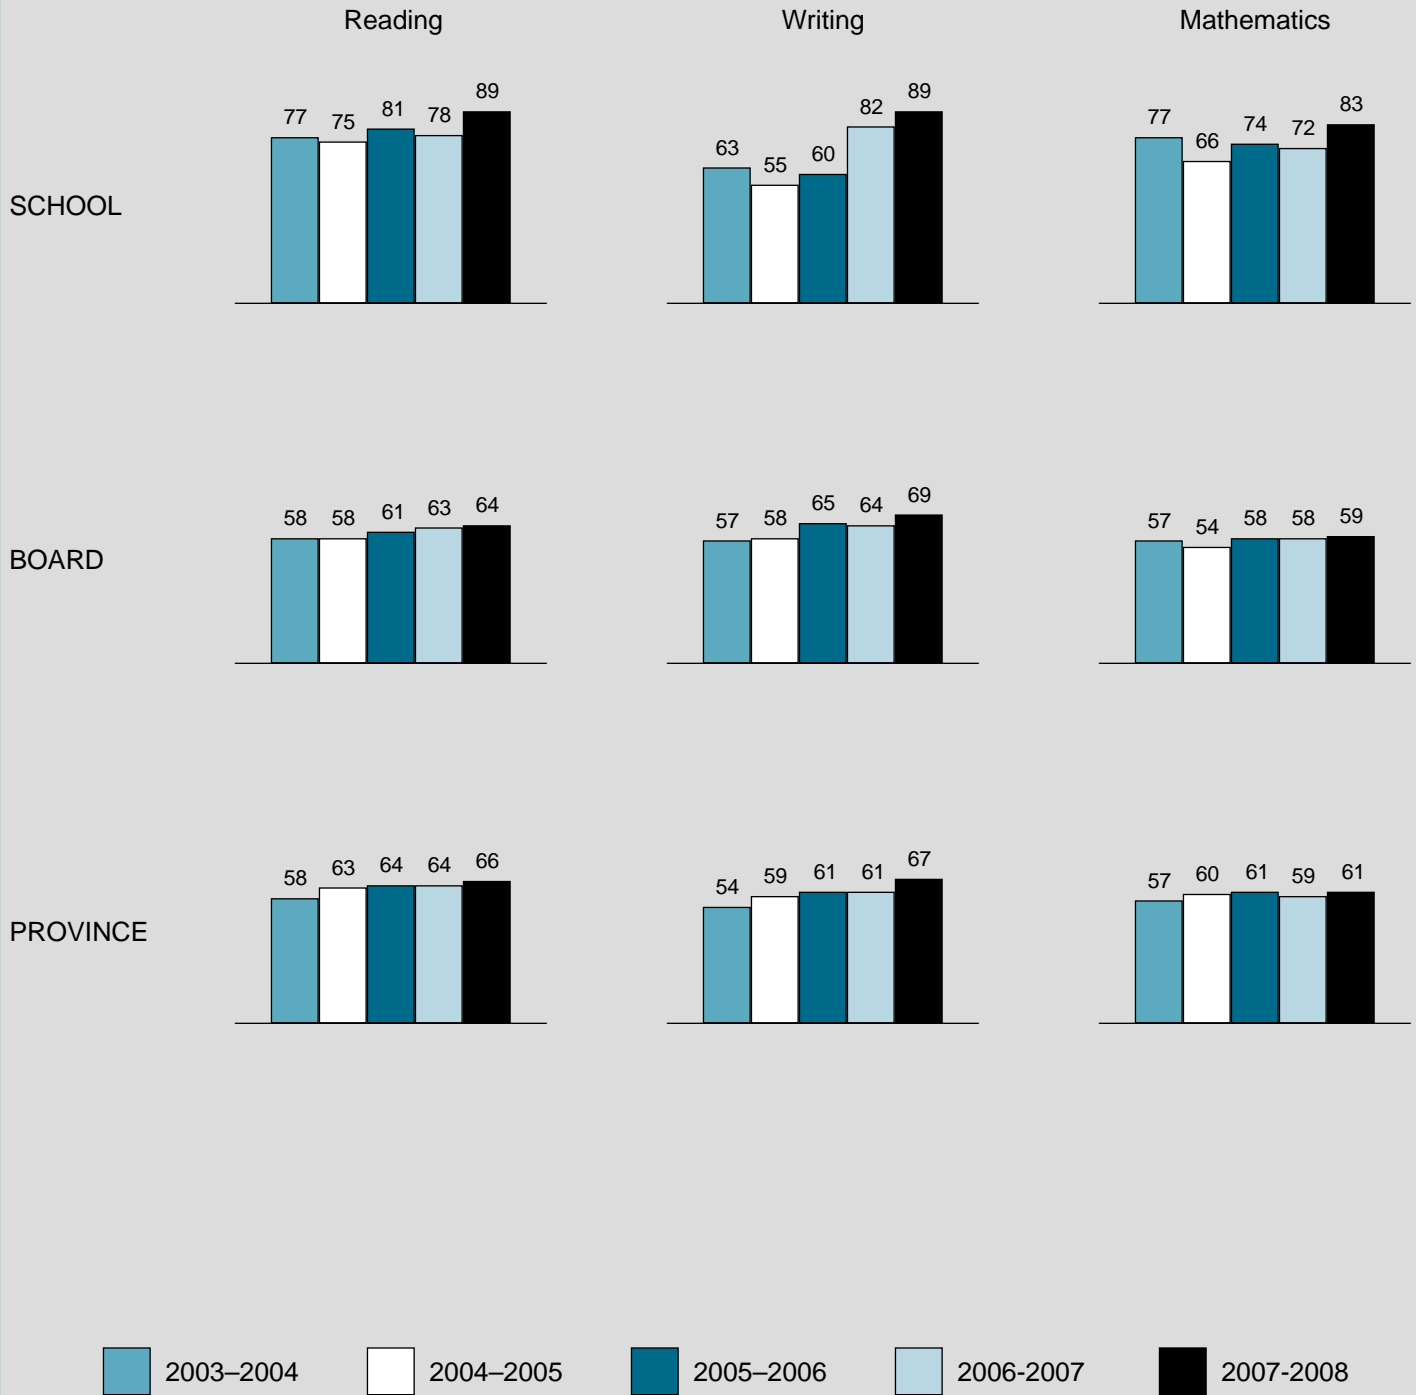 Reading Writing Mathematics
SCHOOL
77 75 81 78 89
63 55 60 82 89
77 66 74 72 83
BOARD
58 58 61 63 64
57 58 65 64 69
57 54 58 58 59
PROVINCE
58 63 64 64 66
54 59 61 61 67
57 60 61 59 61
2003–2004 2004–2005 2005–2006 2006-2007 2007-2008